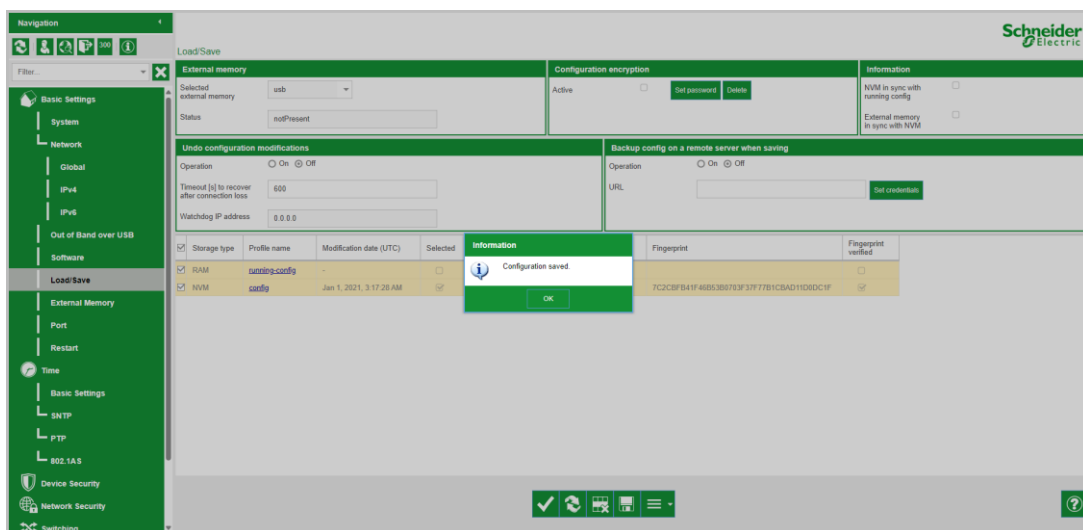 Navigation
300
Filter...
Basic Settings
System
Network
Global
IPv4
IPv6
Out of Band over USB
Software
Load/Save
External Memory
Port
Restart
Time
Basic Settings
SNTP
PTP
802.1AS
Device Security
Network Security
Switching
Schneider
Electric
Load/Save
External memory
Selected
external memory
usb
Status
notPresent
Configuration encryption
Active
Set password
Delete
Information
NVM in sync with
running config
External memory
in sync with NVM
Undo configuration modifications
Operation
On
Off
Timeout [s] to recover
after connection loss
600
Watchdog IP address
0.0.0.0
Backup config on a remote server when saving
Operation
On
Off
URL
Set credentials
Storage type
Profile name
Modification date (UTC)
Selected
Fingerprint
Fingerprint
verified
RAM
running-config
-
NVM
config
Jan 1, 2021, 3:17:28 AM
Information
Configuration saved.
OK